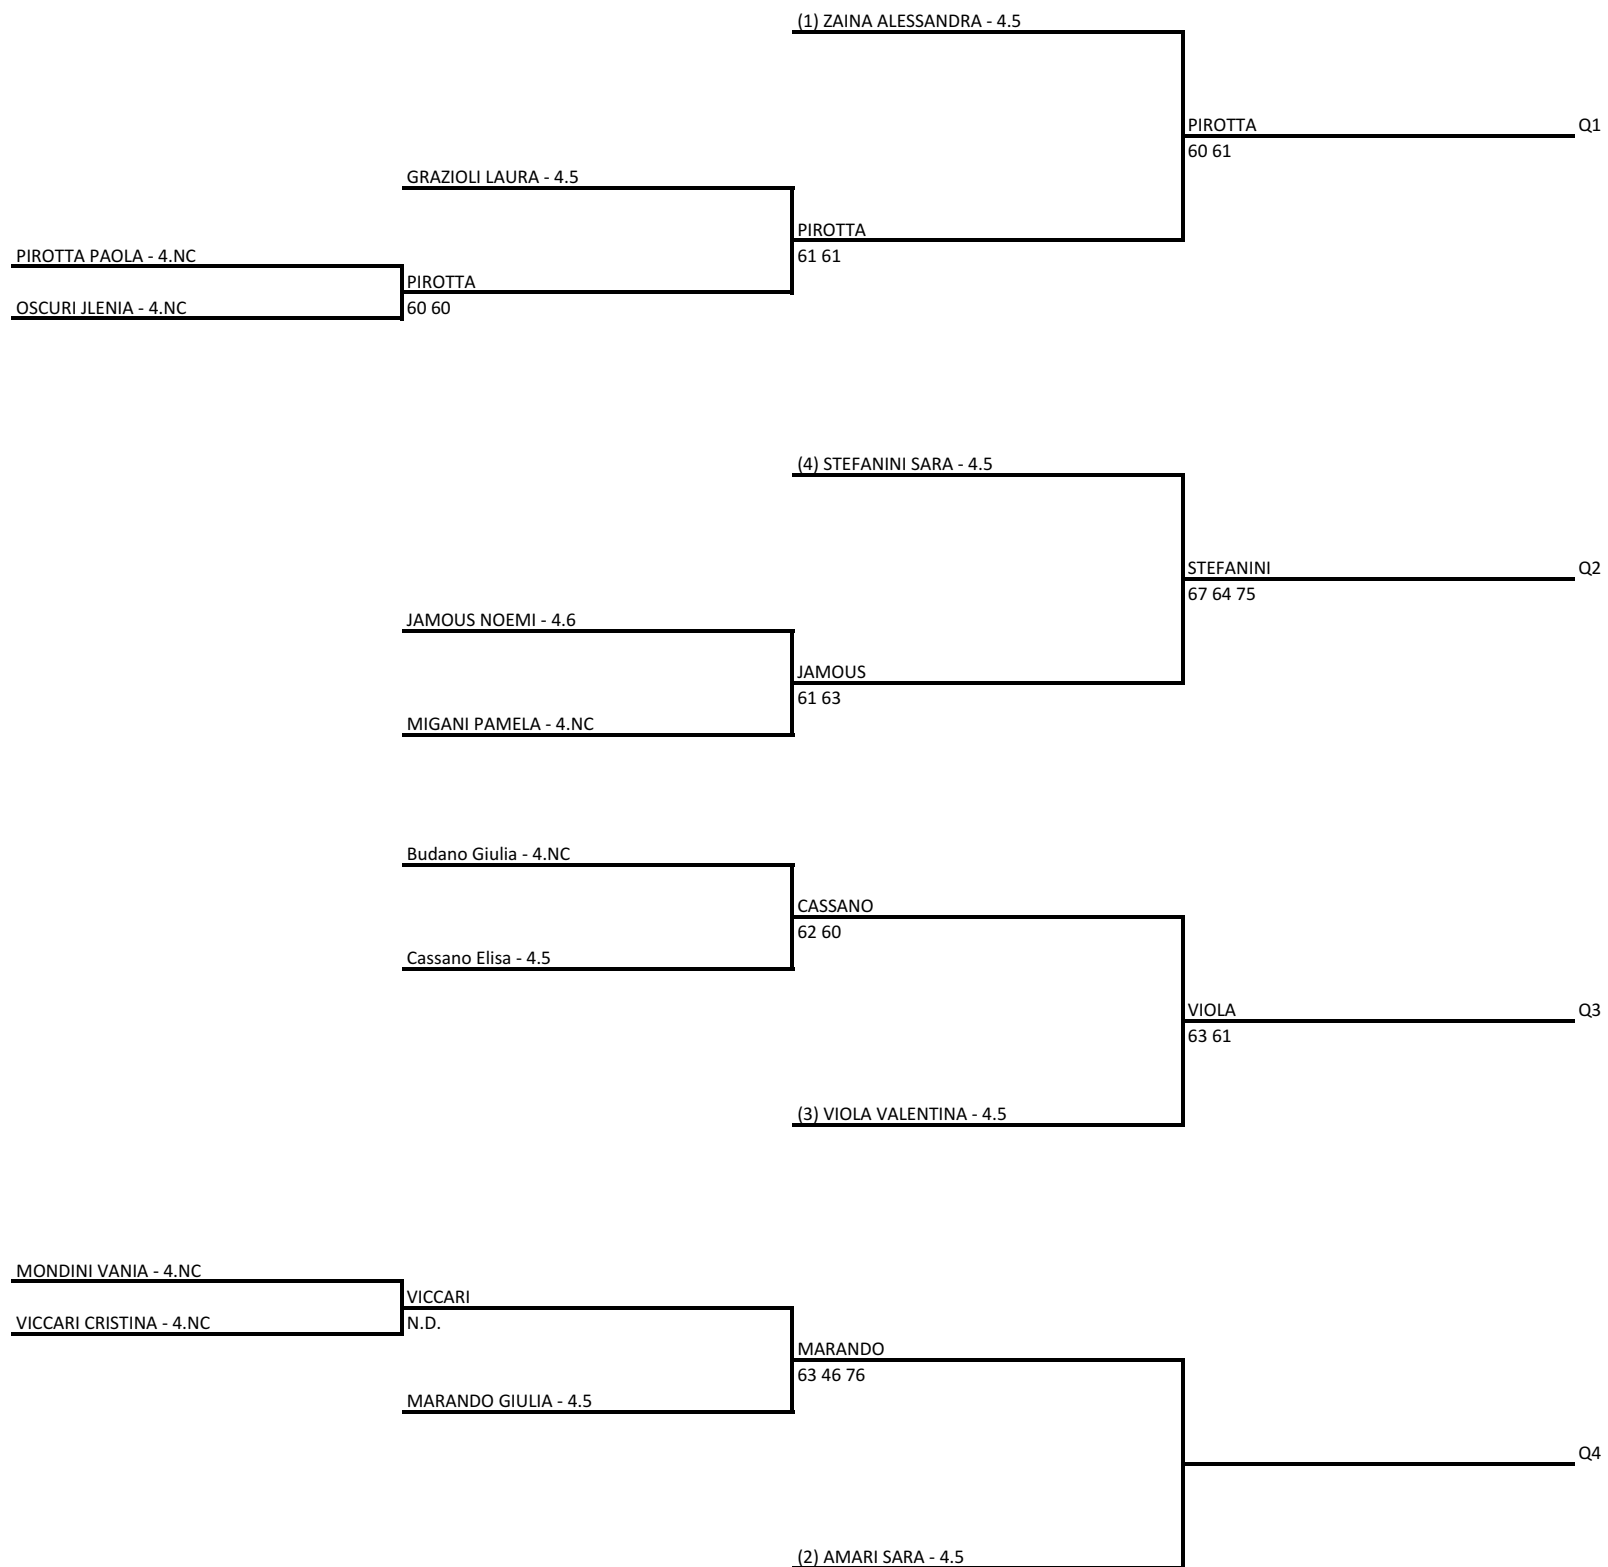 (1) ZAINA ALESSANDRA - 4.5
PIROTTA
Q1
60 61
GRAZIOLI LAURA - 4.5
PIROTTA
61 61
PIROTTA PAOLA - 4.NC
PIROTTA
OSCURI JLENIA - 4.NC
60 60
(4) STEFANINI SARA - 4.5
STEFANINI
Q2
67 64 75
JAMOUS NOEMI - 4.6
JAMOUS
61 63
MIGANI PAMELA - 4.NC
Budano Giulia - 4.NC
CASSANO
62 60
Cassano Elisa - 4.5
VIOLA
Q3
63 61
(3) VIOLA VALENTINA - 4.5
MONDINI VANIA - 4.NC
VICCARI
VICCARI CRISTINA - 4.NC
N.D.
MARANDO
63 46 76
MARANDO GIULIA - 4.5
Q4
(2) AMARI SARA - 4.5